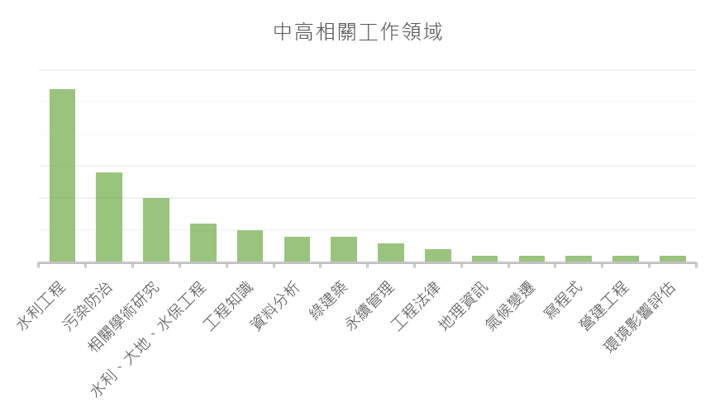 中高相關工作領域
水利工程
污染防治
相關學術研究
水利、大地、水保工程
工程知識
資料分析
綠建築
永續管理
工程法律
地理資訊
氣候變遷
寫程式
營建工程
環境影響評估